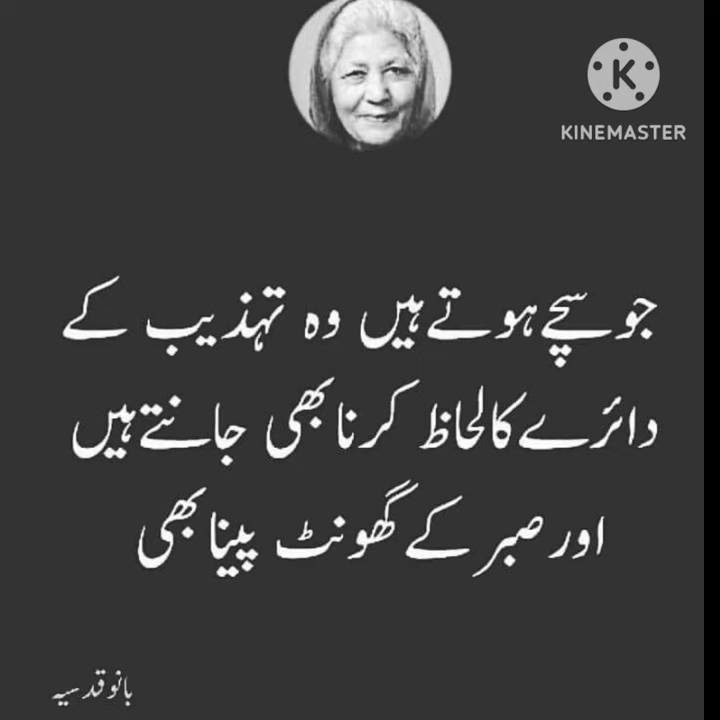 KINEMASTER
جو سچے ہوتے ہیں وہ تہذیب کے
دائرے کا لحاظ کرنا بھی جانتے ہیں
اور صبر کے گھونٹ پینا بھی
بانو قدسیہ